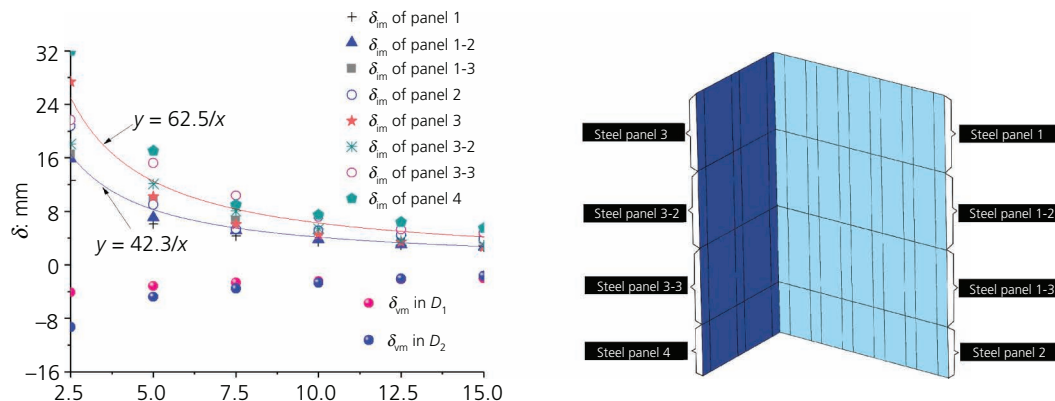 δim of panel 1
δim of panel 1-2
δim of panel 1-3
δim of panel 2
δim of panel 3
δim of panel 3-2
δim of panel 3-3
δim of panel 4
32
24
16
8
0
−8
−16
δ: mm
y = 62.5/x
y = 42.3/x
δvm in D1
δvm in D2
2.5 5.0 7.5 10.0 12.5 15.0
Steel panel 3
Steel panel 3-2
Steel panel 3-3
Steel panel 4
Steel panel 1
Steel panel 1-2
Steel panel 1-3
Steel panel 2